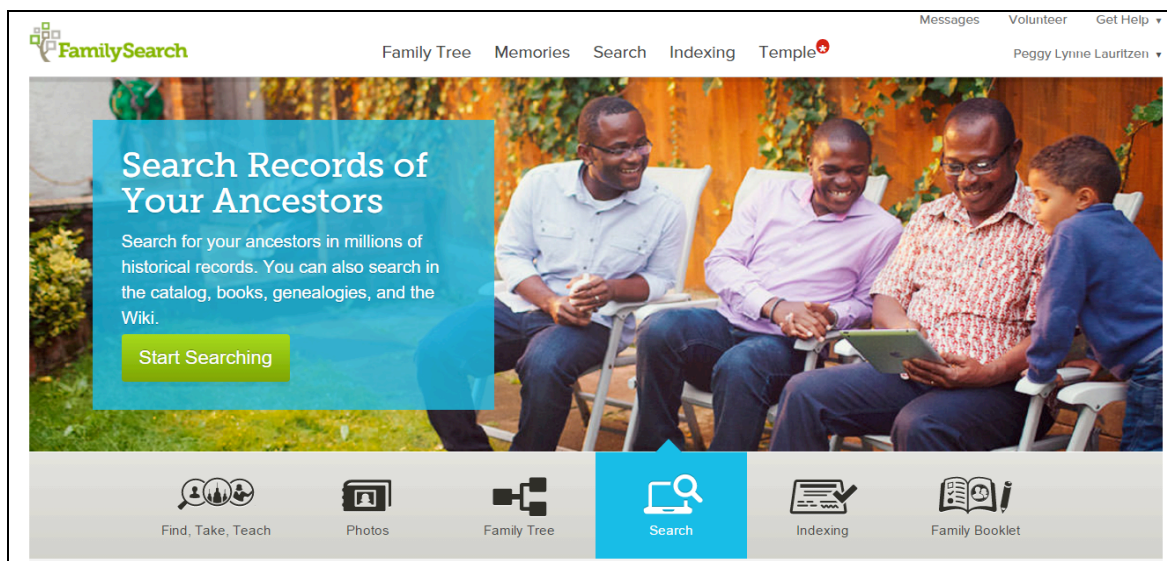 Messages Volunteer Get Help
FamilySearch
Family Tree Memories Search Indexing Temple
Peggy Lynne Lauritzen
Search Records of
Your Ancestors
Search for your ancestors in millions of
historical records. You can also search in
the catalog, books, genealogies, and the
Wiki.
Start Searching
Find, Take, Teach
Photos
Family Tree
Search
Indexing
Family Booklet